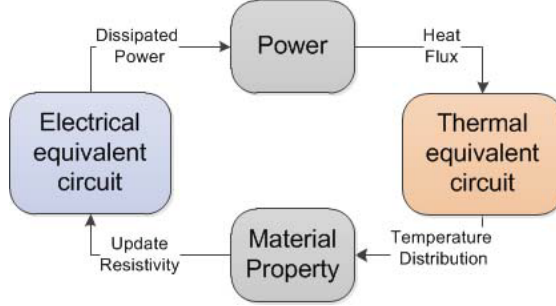 Dissipated
Power
Power
Heat
Flux
Electrical
equivalent
circuit
Thermal
equivalent
circuit
Update
Resistivity
Material
Property
Temperature
Distribution